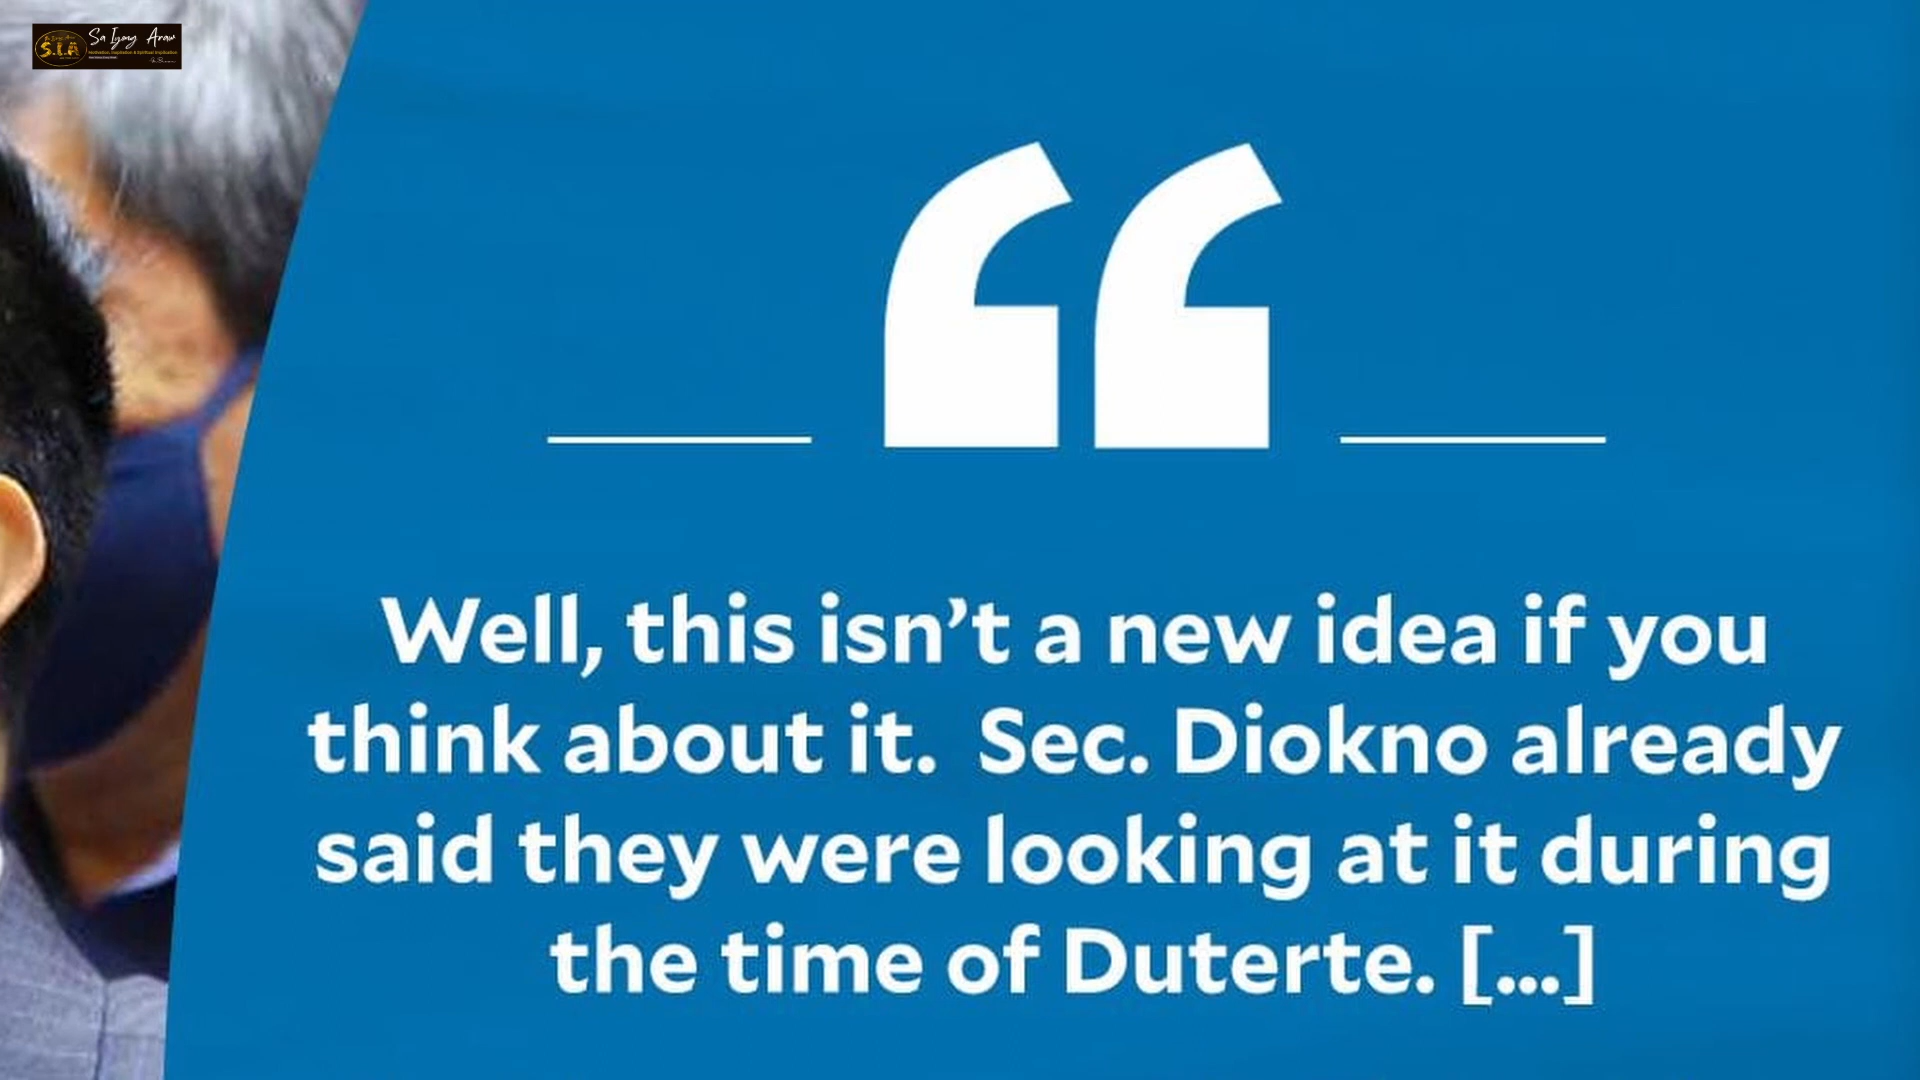 S.I.A
Sa Iyong Araw
“
Well, this isn’t a new idea if you
think about it.  Sec. Diokno already
said they were looking at it during
the time of Duterte. [...]